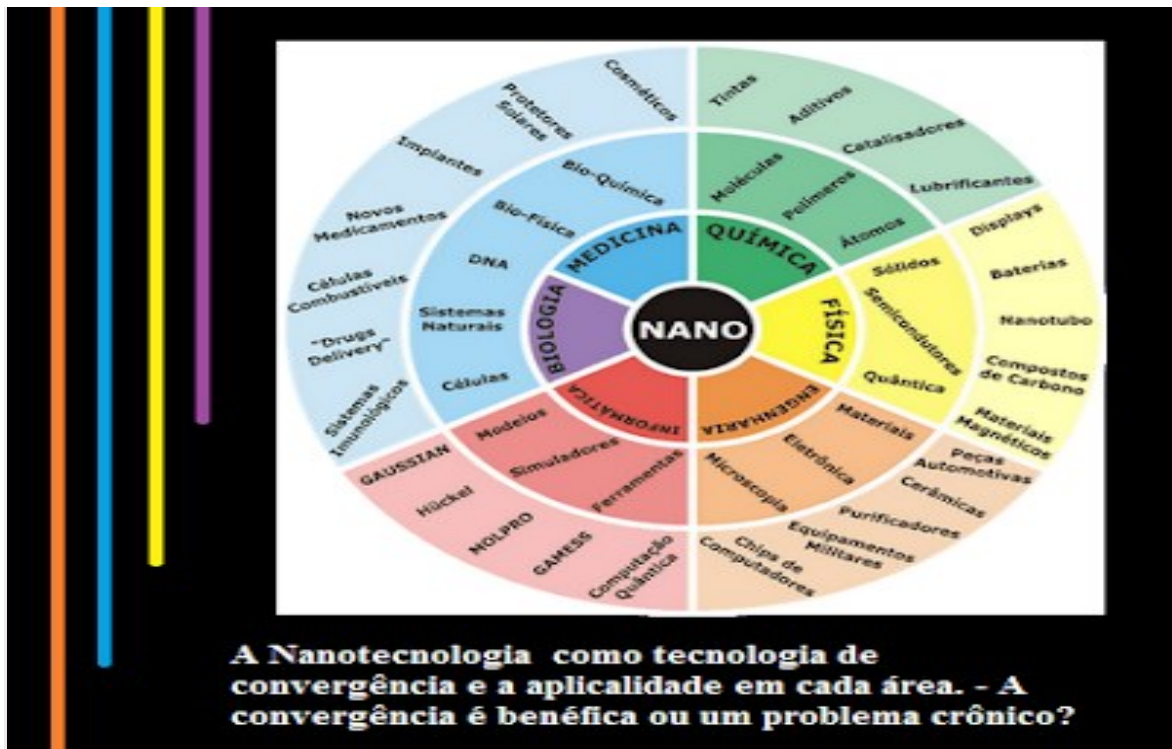 NANO
MEDICINA
QUÍMICA
FÍSICA
ENGENHARIA
INFORMÁTICA
BIOLOGIA
Bio-Química
Bio-Física
DNA
Sistemas
Naturais
Células
Moléculas
Polímeros
Átomos
Sólidos
Semicondutores
Quântica
Materiais
Eletrônica
Microscopia
Ferramentas
Simuladores
Modelos
Cosméticos
Protetores
Solares
Implantes
Novos
Medicamentos
Células
Combustíveis
"Drugs
Delivery"
Sistemas
Imunológicos
Tintas
Aditivos
Catalisadores
Lubrificantes
Displays
Baterias
Nanotubo
Compostos
de Carbono
Materiais
Magnéticos
Peças
Automotivas
Cerâmicas
Purificadores
Equipamentos
Militares
Chips de
Computadores
Computação
Quântica
GAMESS
MOLPRO
Hückel
GAUSSIAN
A Nanotecnologia como tecnologia de
convergência e a aplicalidade em cada área. - A
convergência é benéfica ou um problema crônico?